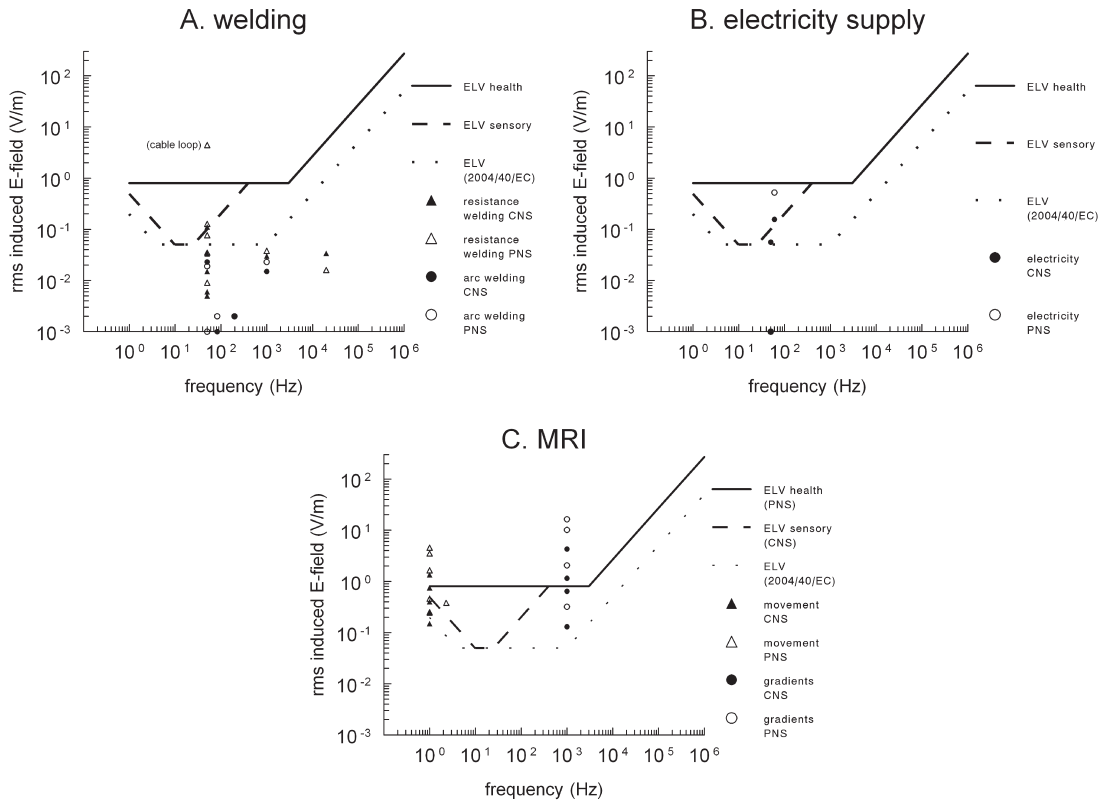 A. welding
rms induced E-field (V/m)
10² 
10¹
10⁰
10⁻¹
10⁻²
10⁻³
10⁰ 10¹ 10² 10³ 10⁴ 10⁵ 10⁶
frequency (Hz)
(cable loop)
ELV health
ELV sensory
ELV
(2004/40/EC)
resistance
welding CNS
resistance
welding PNS
arc welding
CNS
arc welding
PNS
B. electricity supply
rms induced E-field (V/m)
10²
10¹
10⁰
10⁻¹
10⁻²
10⁻³
10⁰ 10¹ 10² 10³ 10⁴ 10⁵ 10⁶
frequency (Hz)
ELV health
ELV sensory
ELV
(2004/40/EC)
electricity
CNS
electricity
PNS
C. MRI
rms induced E-field (V/m)
10²
10¹
10⁰
10⁻¹
10⁻²
10⁻³
10⁰ 10¹ 10² 10³ 10⁴ 10⁵ 10⁶
frequency (Hz)
ELV health
(PNS)
ELV sensory
(CNS)
ELV
(2004/40/EC)
movement
CNS
movement
PNS
gradients
CNS
gradients
PNS